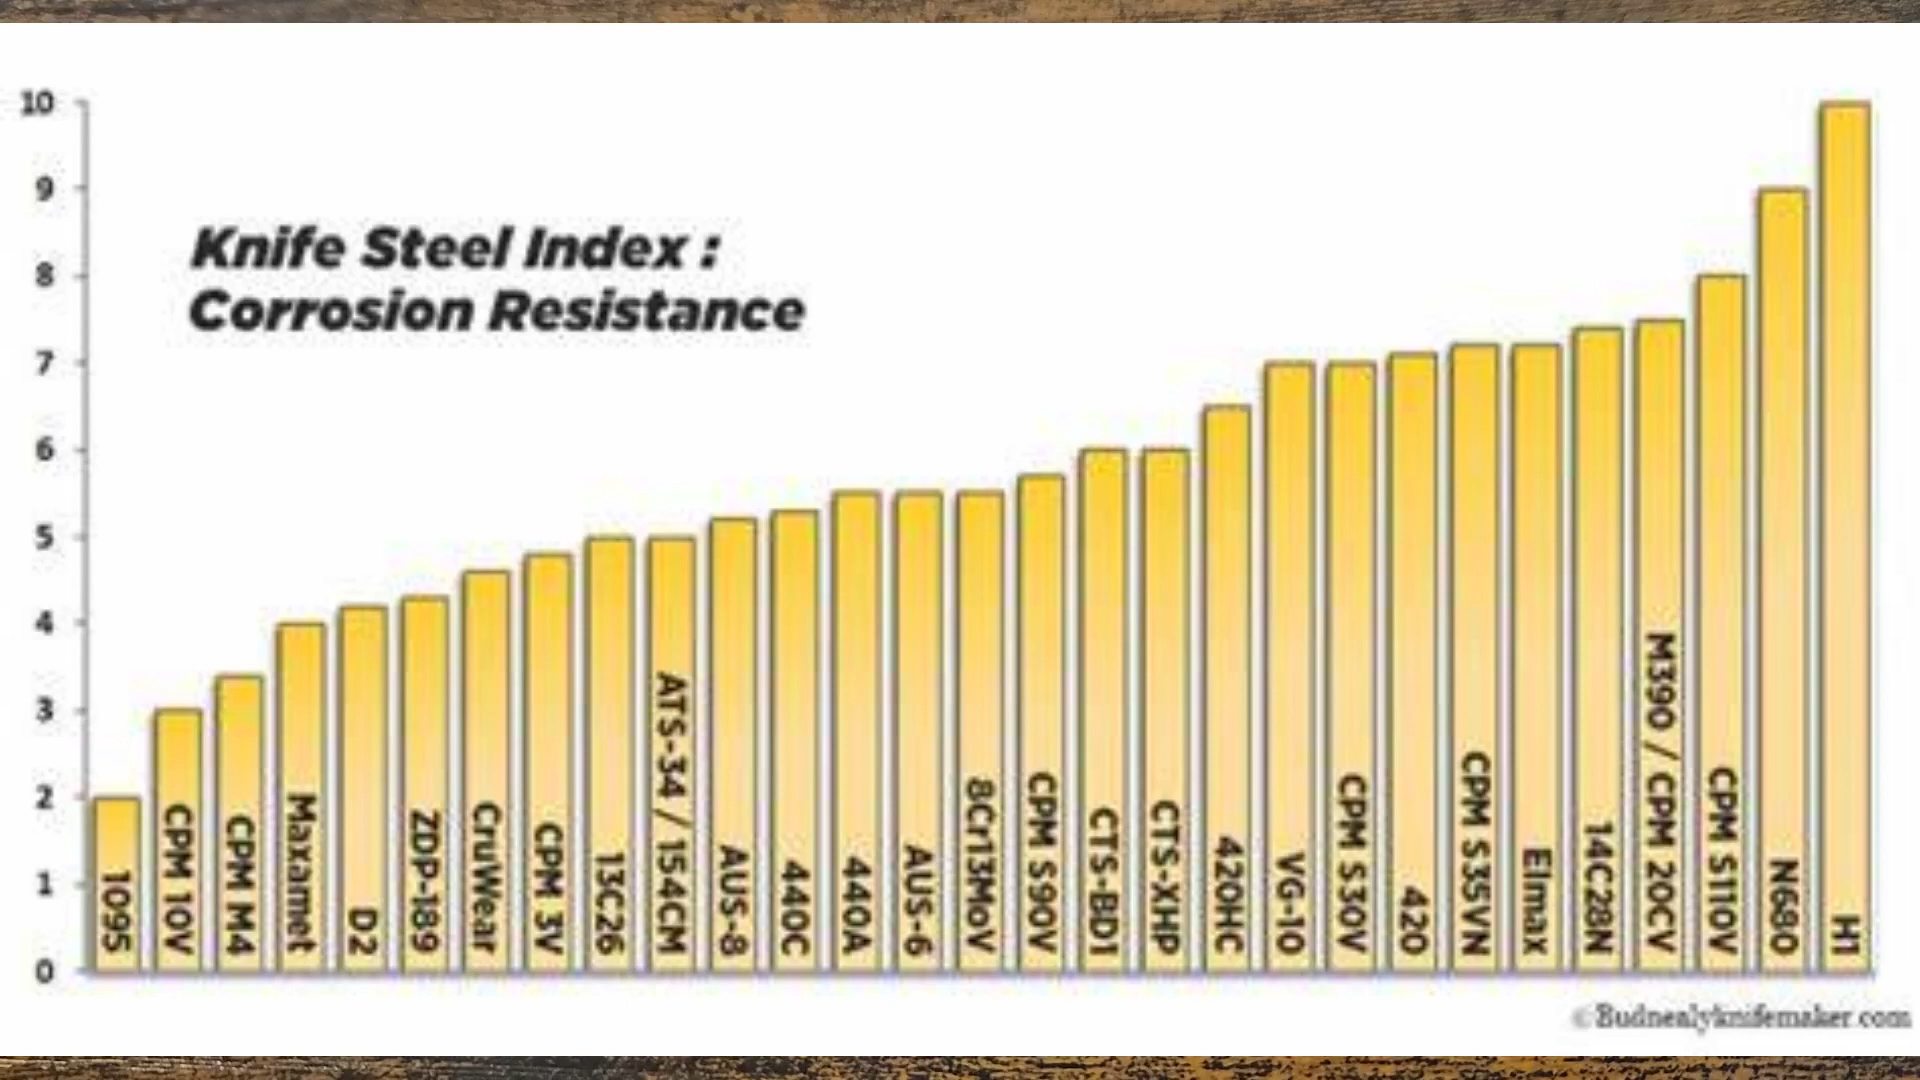 10
9
8
7
6
5
4
3
2
1
0
Knife Steel Index :
Corrosion Resistance
1095
CPM 10V
CPM M4
Maxamet
D2
ZDP-189
CruWear
CPM 3V
13C26
ATS-34 / 154CM
AUS-8
440C
440A
AUS-6
8Cr13MoV
CPM S90V
CTS-BD1
CTS-XHP
420HC
VG-10
CPM S30V
420
CPM S35VN
Elmax
14C28N
M390 / CPM 20CV
CPM S110V
N680
H1
©Budnealyknifemaker.com